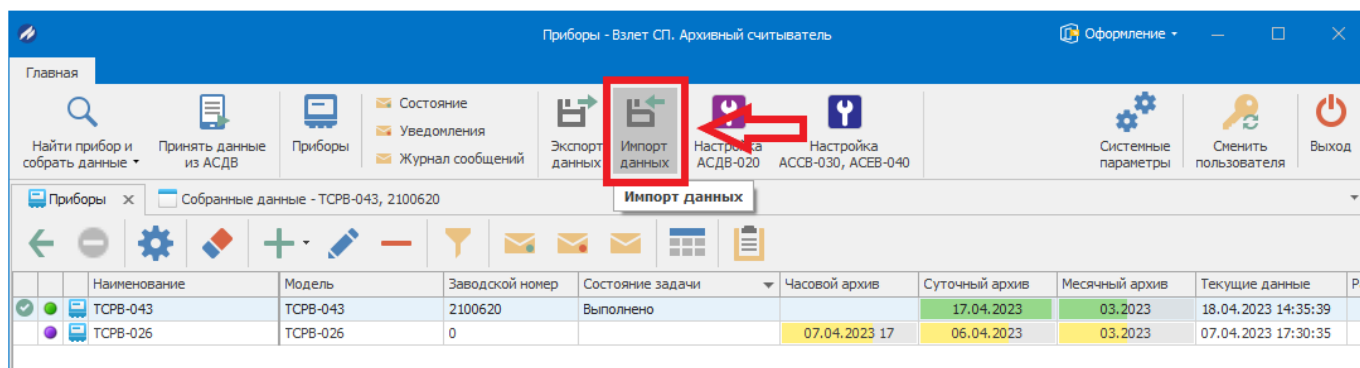 Приборы - Взлет СП. Архивный считыватель
Оформление
Главная
Найти прибор и собрать данные
Принять данные из АСДВ
Приборы
Состояние
Уведомления
Журнал сообщений
Экспорт данных
Импорт данных
Настройка АСДВ-020
Настройка АССВ-030, АСЕВ-040
Системные параметры
Сменить пользователя
Выход
Приборы
Собранные данные - ТСРВ-043, 2100620
Импорт данных
Наименование Модель Заводской номер Состояние задачи Часовой архив Суточный архив Месячный архив Текущие данные
ТСРВ-043 ТСРВ-043 2100620 Выполнено 17.04.2023 03.2023 18.04.2023 14:35:39
ТСРВ-026 ТСРВ-026 0 07.04.2023 17 06.04.2023 03.2023 07.04.2023 17:30:35